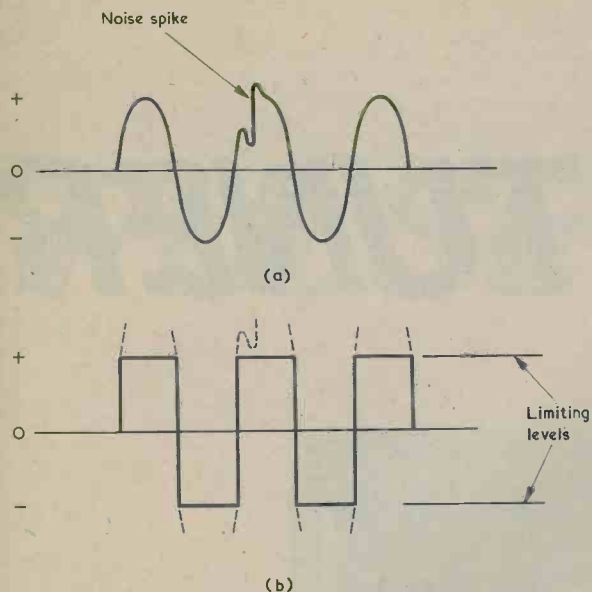 Noise spike
+
O
−
(a)
+
O
−
Limiting
levels
(b)